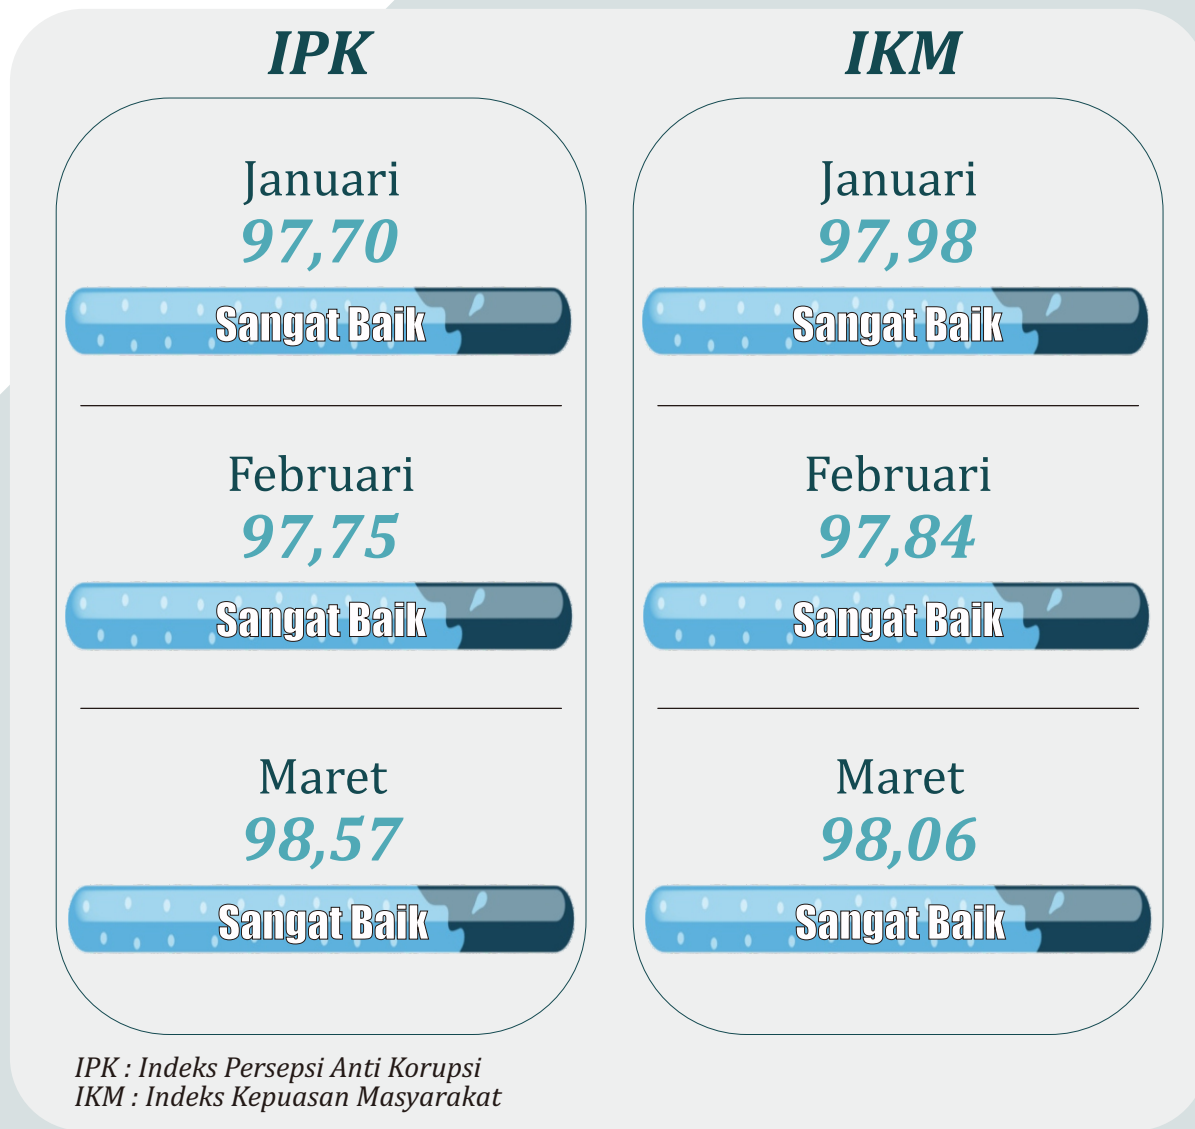 IPK
Januari
97,70
Sangat Baik
Februari
97,75
Sangat Baik
Maret
98,57
Sangat Baik
IKM
Januari
97,98
Sangat Baik
Februari
97,84
Sangat Baik
Maret
98,06
Sangat Baik
IPK : Indeks Persepsi Anti Korupsi
IKM : Indeks Kepuasan Masyarakat